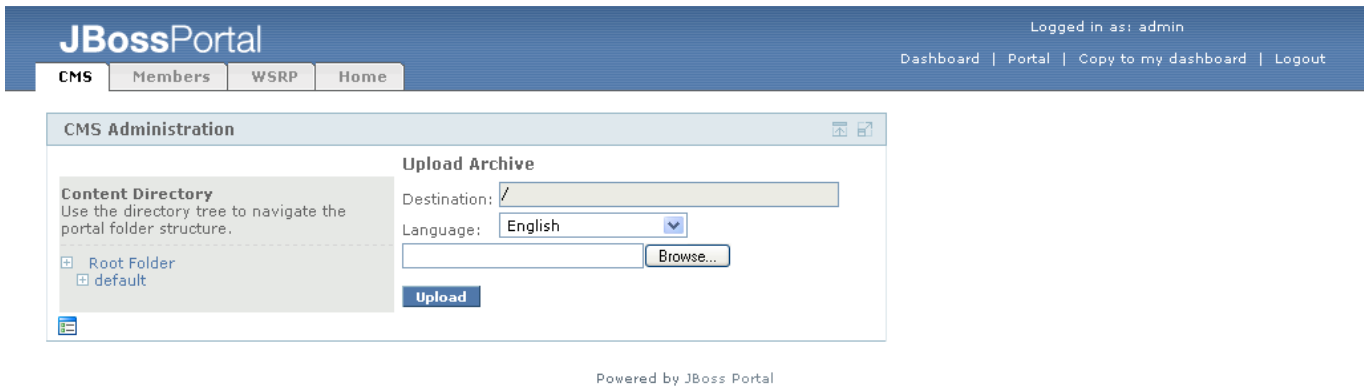 JBossPortal
Logged in as: admin
Dashboard | Portal | Copy to my dashboard | Logout
CMS Members WSRP Home
CMS Administration
Upload Archive
Content Directory
Use the directory tree to navigate the
portal folder structure.
Root Folder
default
Destination: /
Language: English
Browse...
Upload
Powered by JBoss Portal